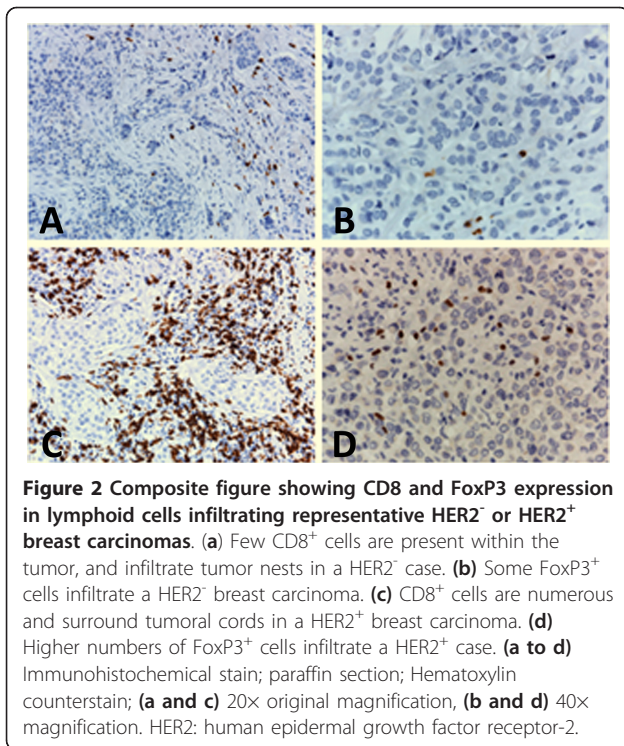 A
B
C
D
Figure 2 Composite figure showing CD8 and FoxP3 expression
in lymphoid cells infiltrating representative HER2⁻ or HER2⁺
breast carcinomas. (a) Few CD8⁺ cells are present within the
tumor, and infiltrate tumor nests in a HER2⁻ case. (b) Some FoxP3⁺
cells infiltrate a HER2⁻ breast carcinoma. (c) CD8⁺ cells are numerous
and surround tumoral cords in a HER2⁺ breast carcinoma. (d)
Higher numbers of FoxP3⁺ cells infiltrate a HER2⁺ case. (a to d)
Immunohistochemical stain; paraffin section; Hematoxylin
counterstain; (a and c) 20× original magnification, (b and d) 40×
magnification. HER2: human epidermal growth factor receptor-2.